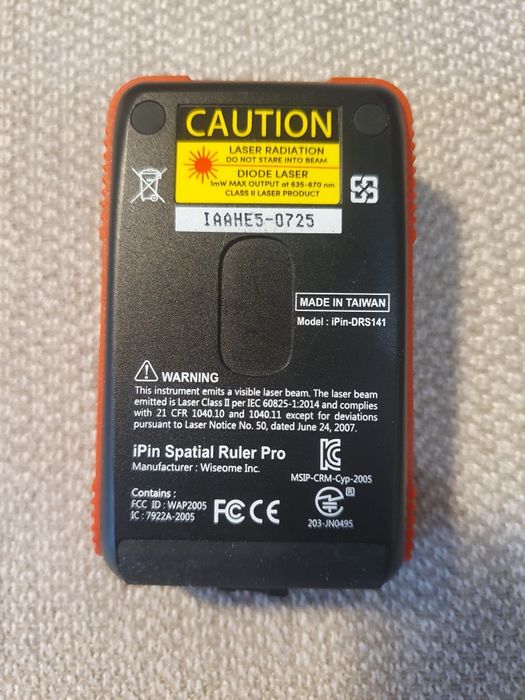 CAUTION
LASER RADIATION
DO NOT STARE INTO BEAM
DIODE LASER
1mW MAX OUTPUT at 635-670 nm
CLASS II LASER PRODUCT
IAAHE5-0725
MADE IN TAIWAN
Model : iPin-DRS141
WARNING
This instrument emits a visible laser beam. The laser beam
emitted is Laser Class II per IEC 60825-1:2014 and complies
with 21 CFR 1040.10 and 1040.11 except for deviations
pursuant to Laser Notice No. 50, dated June 24, 2007.
iPin Spatial Ruler Pro
Manufacturer : Wiseome Inc.
MSIP-CRM-Cyp-2005
Contains :
FCC ID : WAP2005
IC : 7922A-2005
FC CE
R
203-JN0495